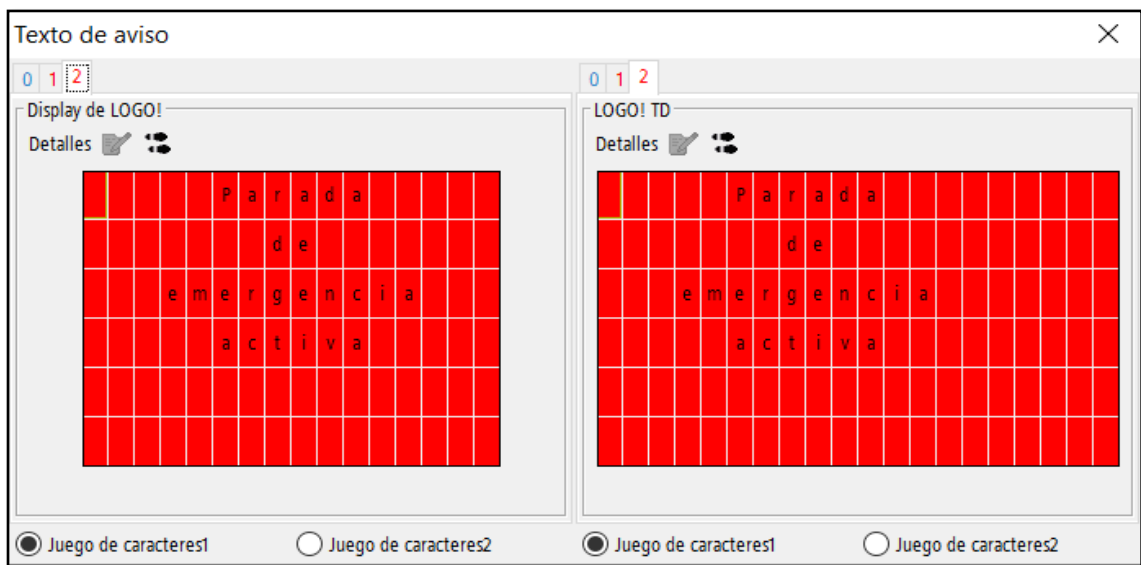 Texto de aviso
0 1 2
Display de LOGO!
Detalles
Parada
de
emergencia
activa
Juego de caracteres1 Juego de caracteres2
0 1 2
LOGO! TD
Detalles
Parada
de
emergencia
activa
Juego de caracteres1 Juego de caracteres2